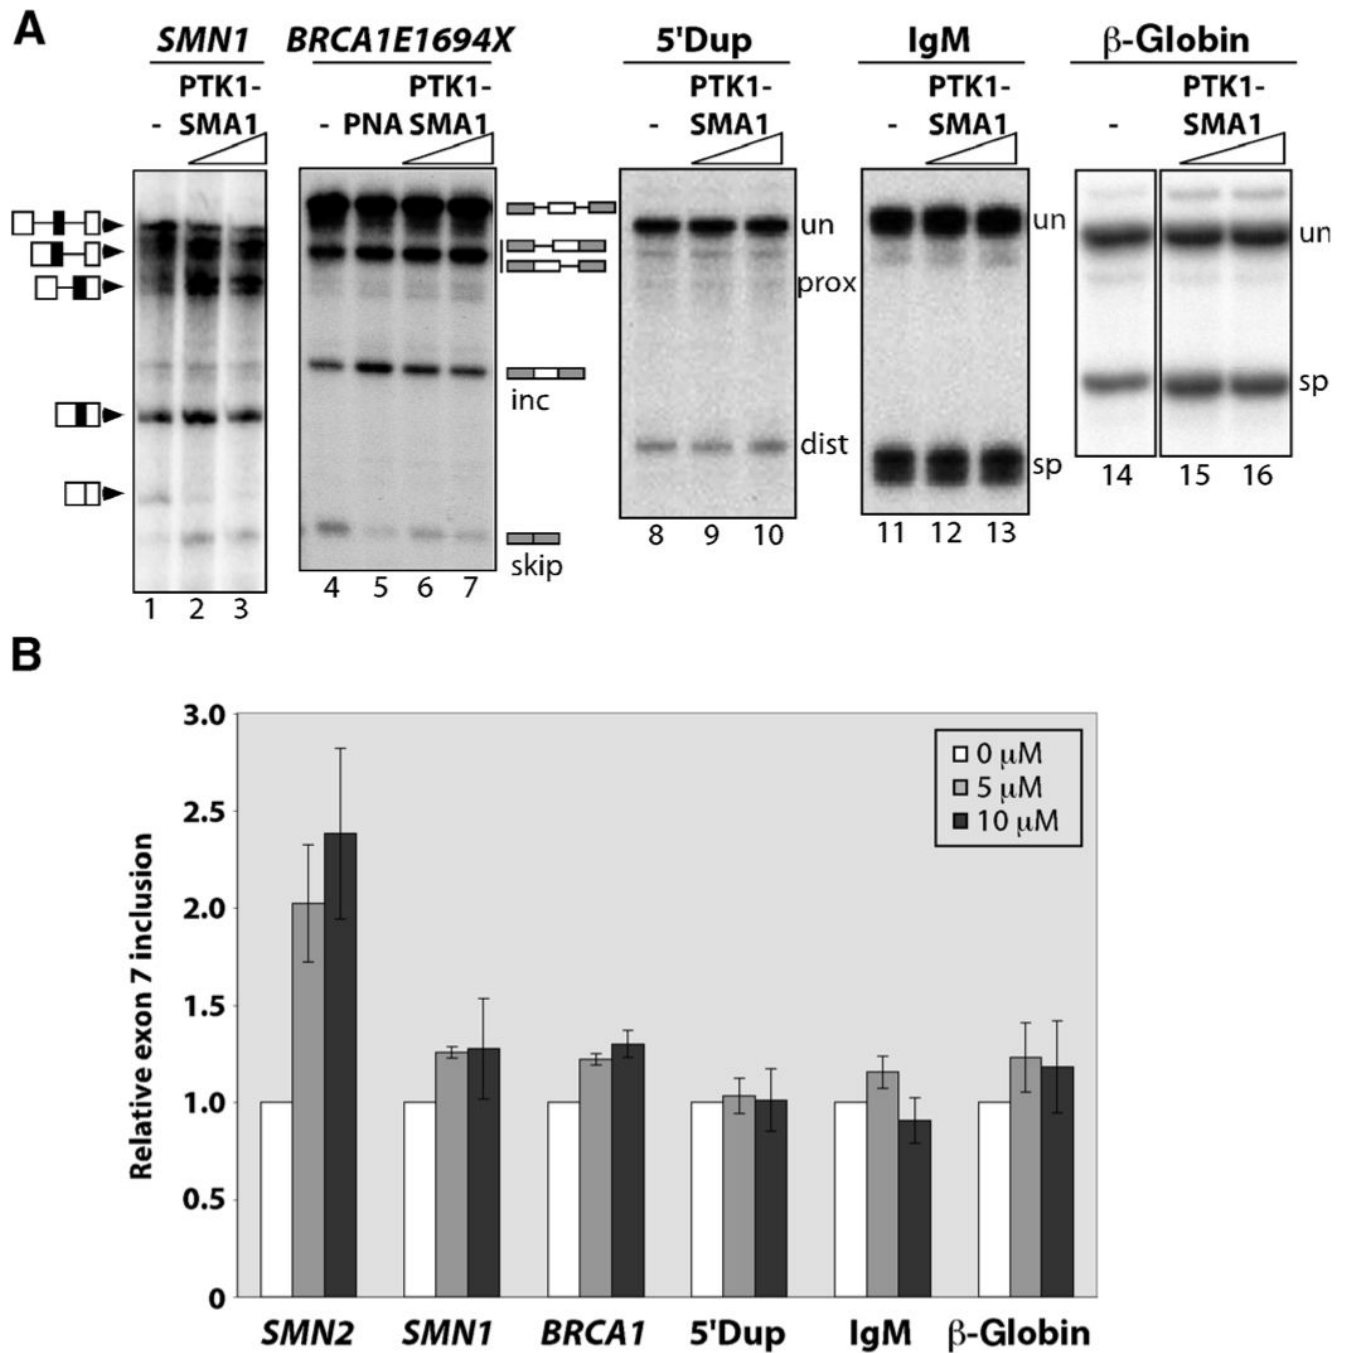 A
SMN1 BRCA1E1694X 5'Dup IgM β-Globin
PTK1- PTK1- PTK1- PTK1- PTK1-
- SMA1 - PNA SMA1 - SMA1 - SMA1 - SMA1
un un un
prox
inc
dist sp sp
skip
1 2 3 4 5 6 7 8 9 10 11 12 13 14 15 16
B
3.0
2.5
2.0
1.5
1.0
0.5
0
Relative exon 7 inclusion
0 μM
5 μM
10 μM
SMN2 SMN1 BRCA1 5'Dup IgM β-Globin